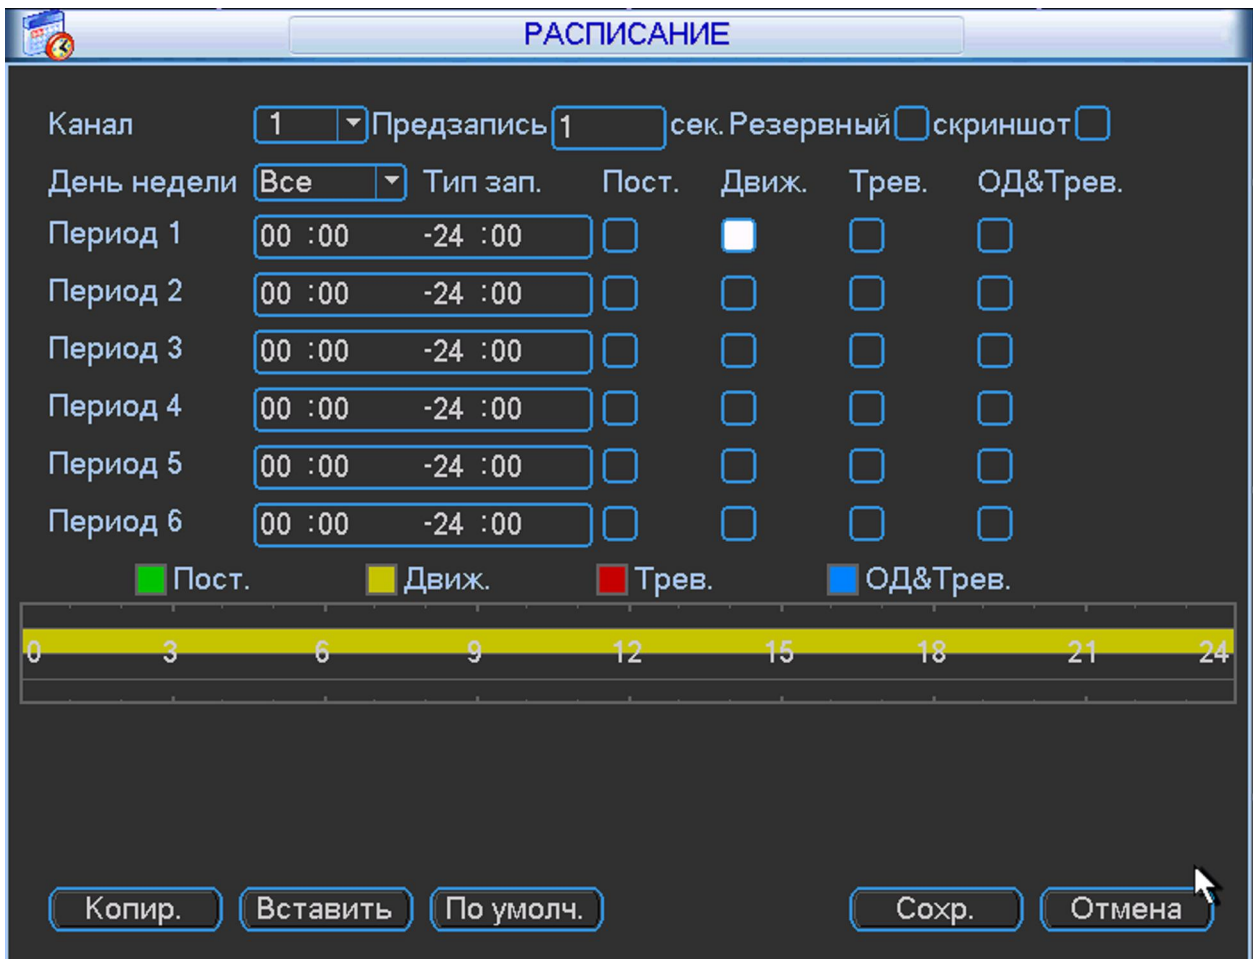 РАСПИСАНИЕ
Канал 1 Предзапись 1 сек. Резервный скриншот
День недели Все Тип зап. Пост. Движ. Трев. ОД&Трев.
Период 1 00 :00 -24 :00
Период 2 00 :00 -24 :00
Период 3 00 :00 -24 :00
Период 4 00 :00 -24 :00
Период 5 00 :00 -24 :00
Период 6 00 :00 -24 :00
Пост. Движ. Трев. ОД&Трев.
0 3 6 9 12 15 18 21 24
Копир. Вставить По умолч. Сохр. Отмена